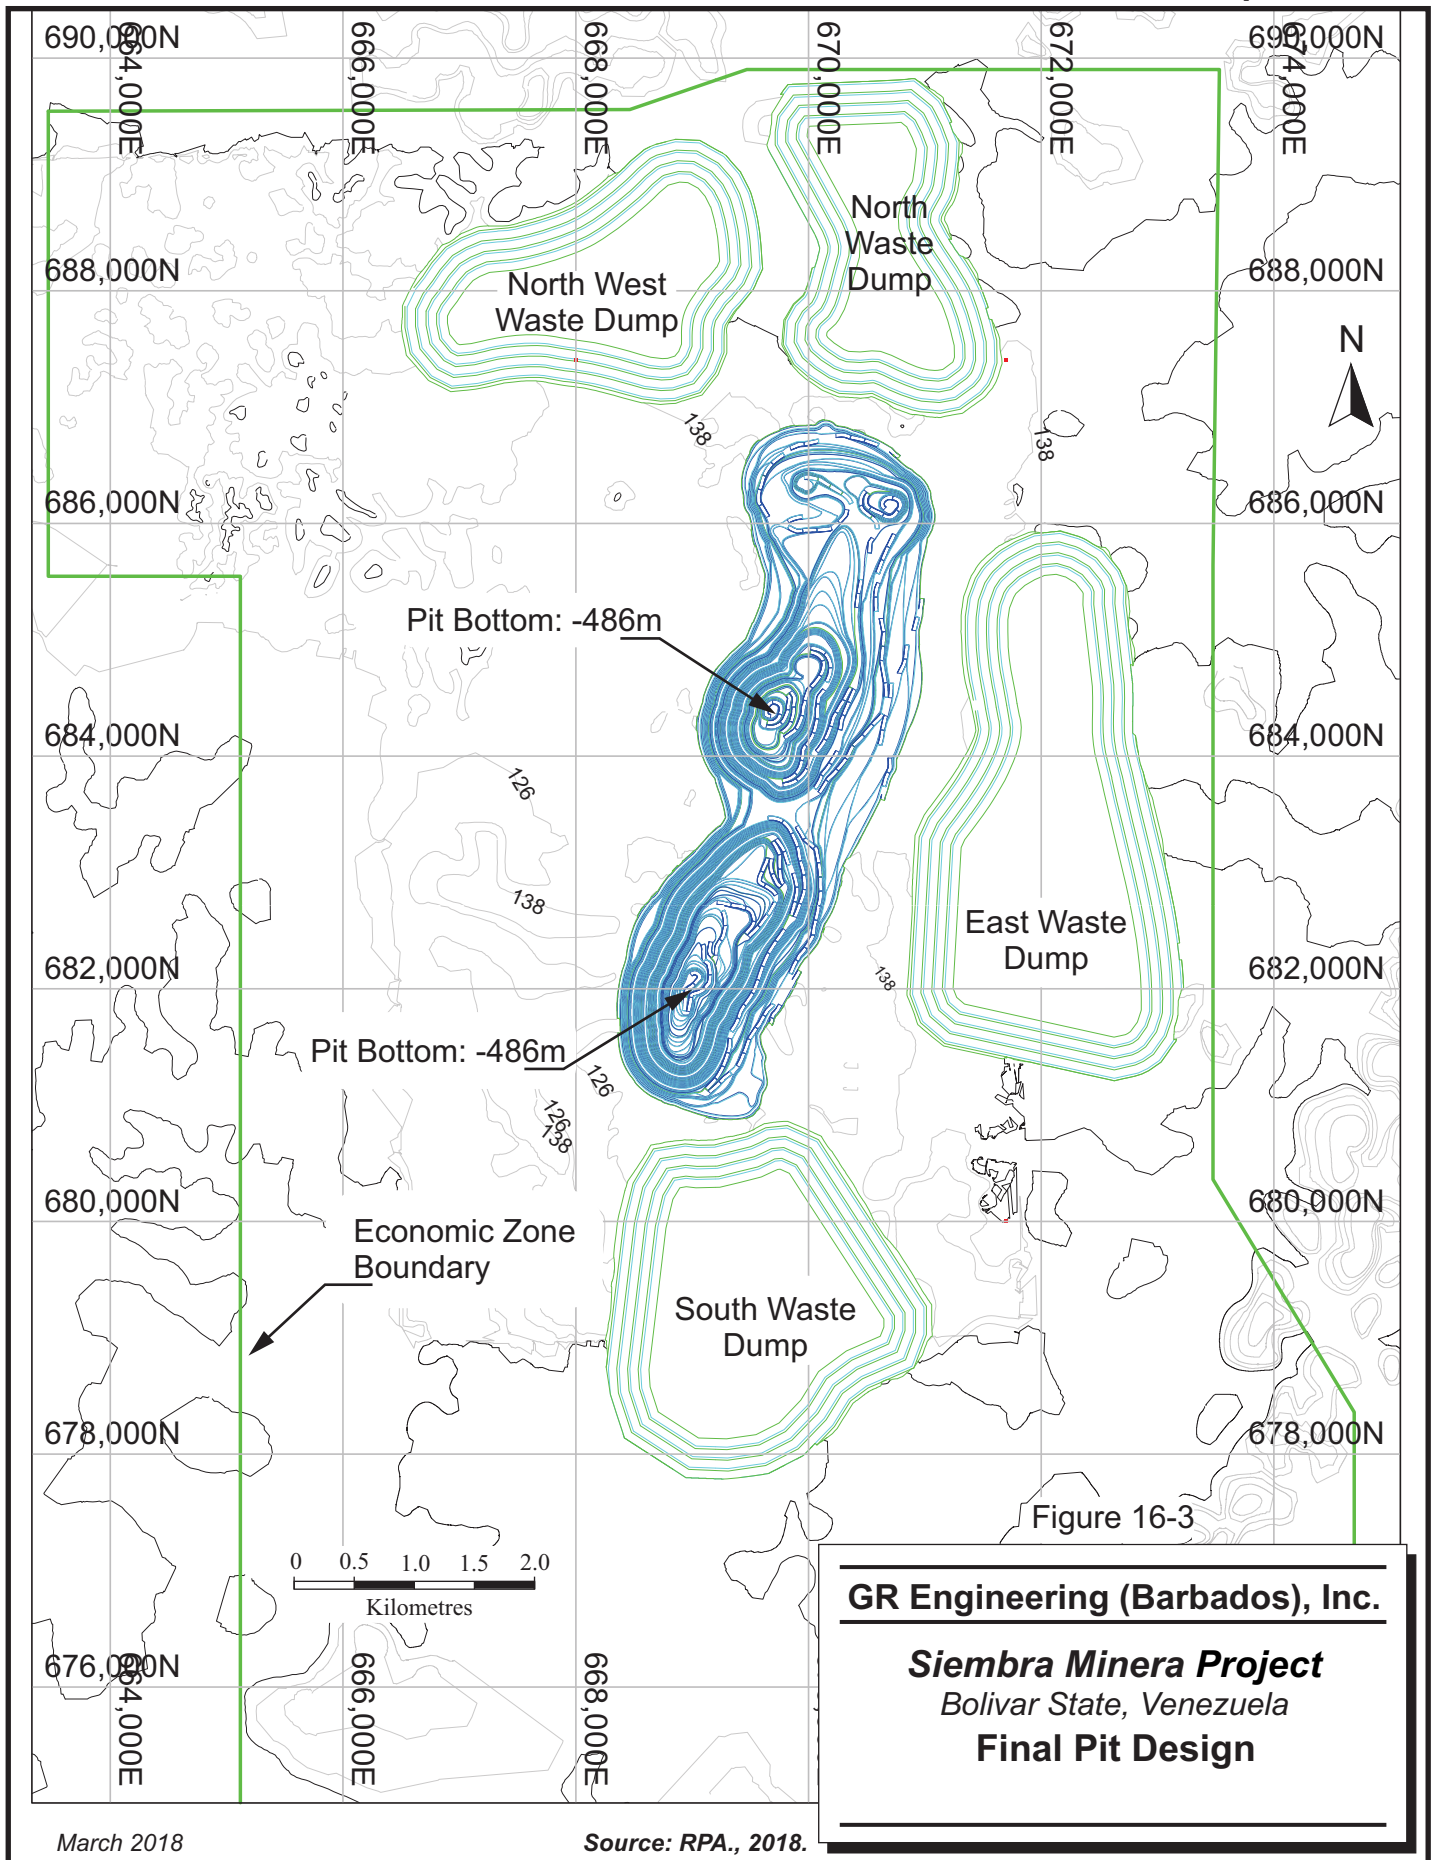 690,000N
690,000N
664,000E
666,000E
668,000E
670,000E
672,000E
674,000E
North
Waste
Dump
688,000N
688,000N
North West
Waste Dump
N
138
138
686,000N
686,000N
Pit Bottom: -486m
684,000N
684,000N
126
138
East Waste
Dump
682,000N
682,000N
138
Pit Bottom: -486m
126
126
138
680,000N
680,000N
Economic Zone
Boundary
South Waste
Dump
678,000N
678,000N
Figure 16-3
0 0.5 1.0 1.5 2.0
Kilometres
GR Engineering (Barbados), Inc.
Siembra Minera Project
Bolivar State, Venezuela
Final Pit Design
676,000N
664,000E
666,000E
668,000E
March 2018
Source: RPA., 2018.